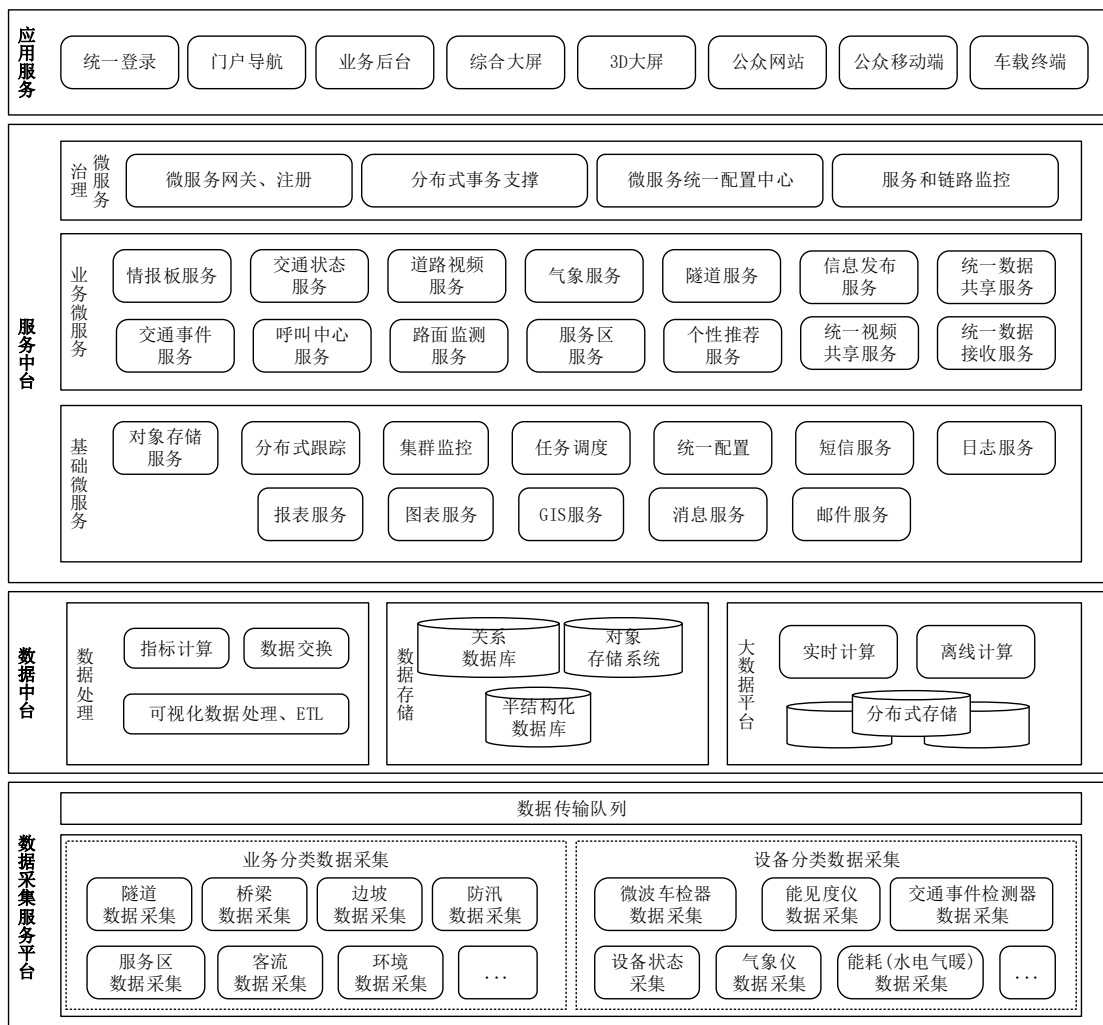 应用服务
统一登录
门户导航
业务后台
综合大屏
3D大屏
公众网站
公众移动端
车载终端
服务中台
微服务
治理
微服务网关、注册
分布式事务支撑
微服务统一配置中心
服务和链路监控
业务微服务
情报板服务
交通状态
服务
道路视频
服务
气象服务
隧道服务
信息发布
服务
统一数据
共享服务
交通事件
服务
呼叫中心
服务
路面监测
服务
服务区
服务
个性推荐
服务
统一视频
共享服务
统一数据
接收服务
基础微服务
对象存储
服务
分布式跟踪
集群监控
任务调度
统一配置
短信服务
日志服务
报表服务
图表服务
GIS服务
消息服务
邮件服务
数据中台
数据处理
指标计算
数据交换
可视化数据处理、ETL
数据存储
关系
数据库
对象
存储系统
半结构化
数据库
大数据平台
实时计算
离线计算
分布式存储
数据采集服务平台
数据传输队列
业务分类数据采集
隧道
数据采集
桥梁
数据采集
边坡
数据采集
防汛
数据采集
服务区
数据采集
客流
数据采集
环境
数据采集
...
设备分类数据采集
微波车检器
数据采集
能见度仪
数据采集
交通事件检测器
数据采集
设备状态
采集
气象仪
数据采集
能耗(水电气暖)
数据采集
...